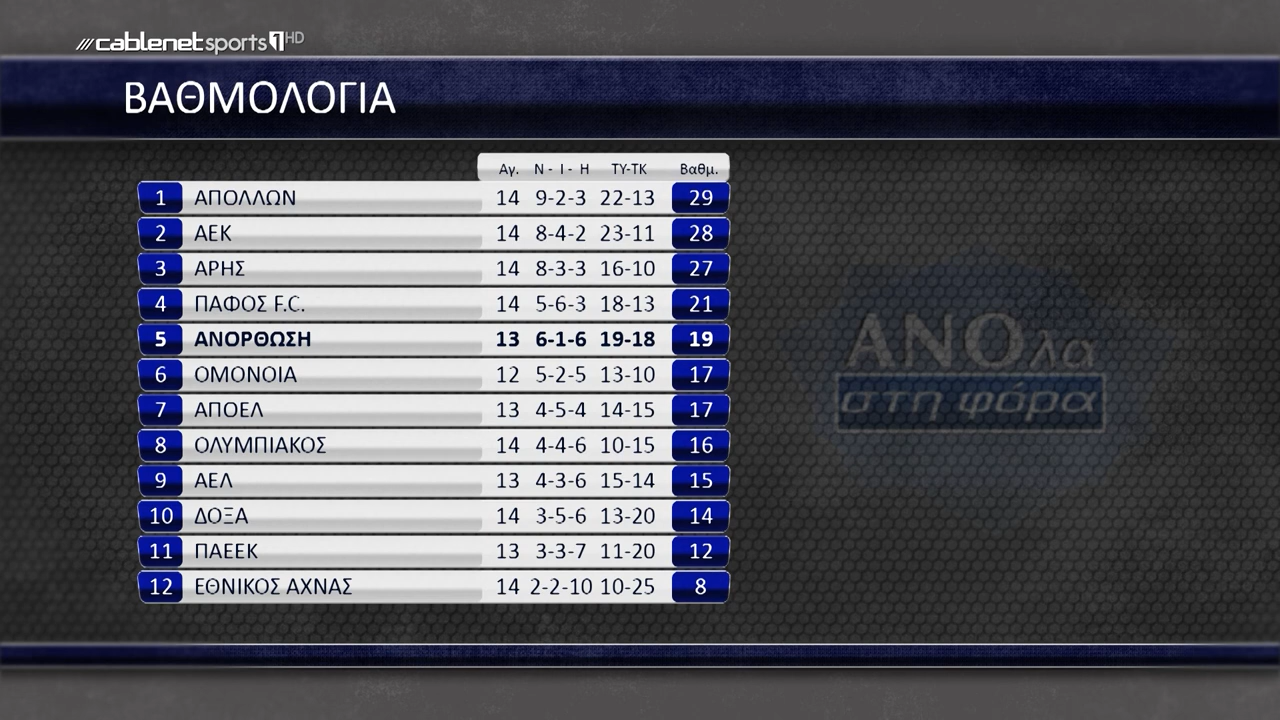 ///cablenetsports1HD
ΒΑΘΜΟΛΟΓΙΑ
Αγ. Ν - Ι - Η ΤΥ-ΤΚ Βαθμ.
1 ΑΠΟΛΛΩΝ 14 9-2-3 22-13 29
2 ΑΕΚ 14 8-4-2 23-11 28
3 ΑΡΗΣ 14 8-3-3 16-10 27
4 ΠΑΦΟΣ F.C. 14 5-6-3 18-13 21
5 ΑΝΟΡΘΩΣΗ 13 6-1-6 19-18 19
6 ΟΜΟΝΟΙΑ 12 5-2-5 13-10 17
7 ΑΠΟΕΛ 13 4-5-4 14-15 17
8 ΟΛΥΜΠΙΑΚΟΣ 14 4-4-6 10-15 16
9 ΑΕΛ 13 4-3-6 15-14 15
10 ΔΟΞΑ 14 3-5-6 13-20 14
11 ΠΑΕΕΚ 13 3-3-7 11-20 12
12 ΕΘΝΙΚΟΣ ΑΧΝΑΣ 14 2-2-10 10-25 8
ΑΝΟλα
στη φόρα